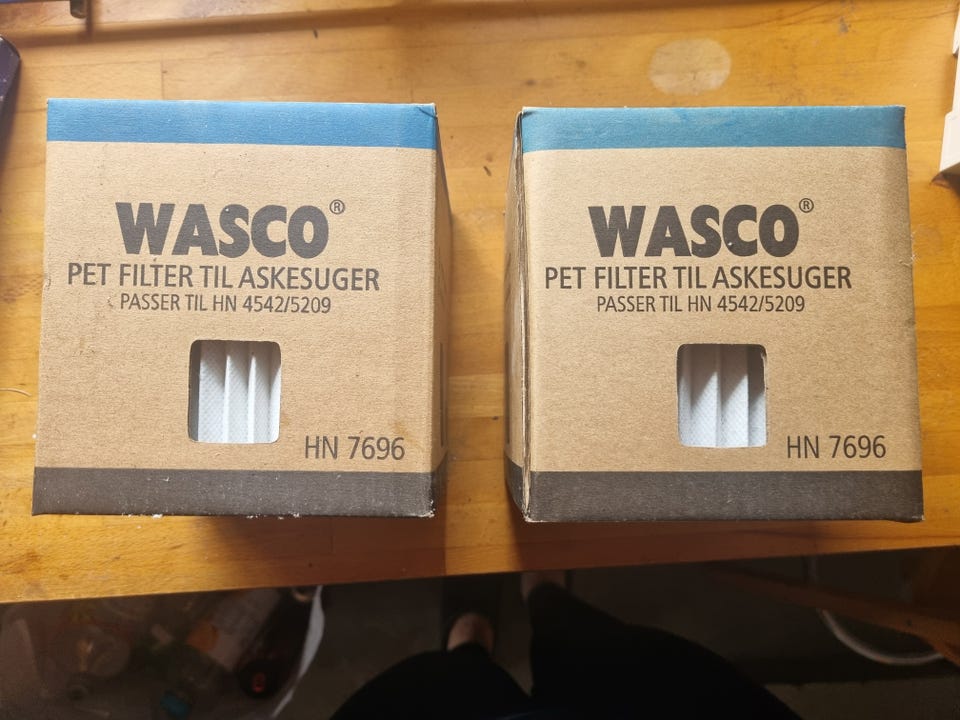 WASCO®
PET FILTER TIL ASKESUGER
PASSER TIL HN 4542/5209
HN 7696
WASCO®
PET FILTER TIL ASKESUGER
PASSER TIL HN 4542/5209
HN 7696